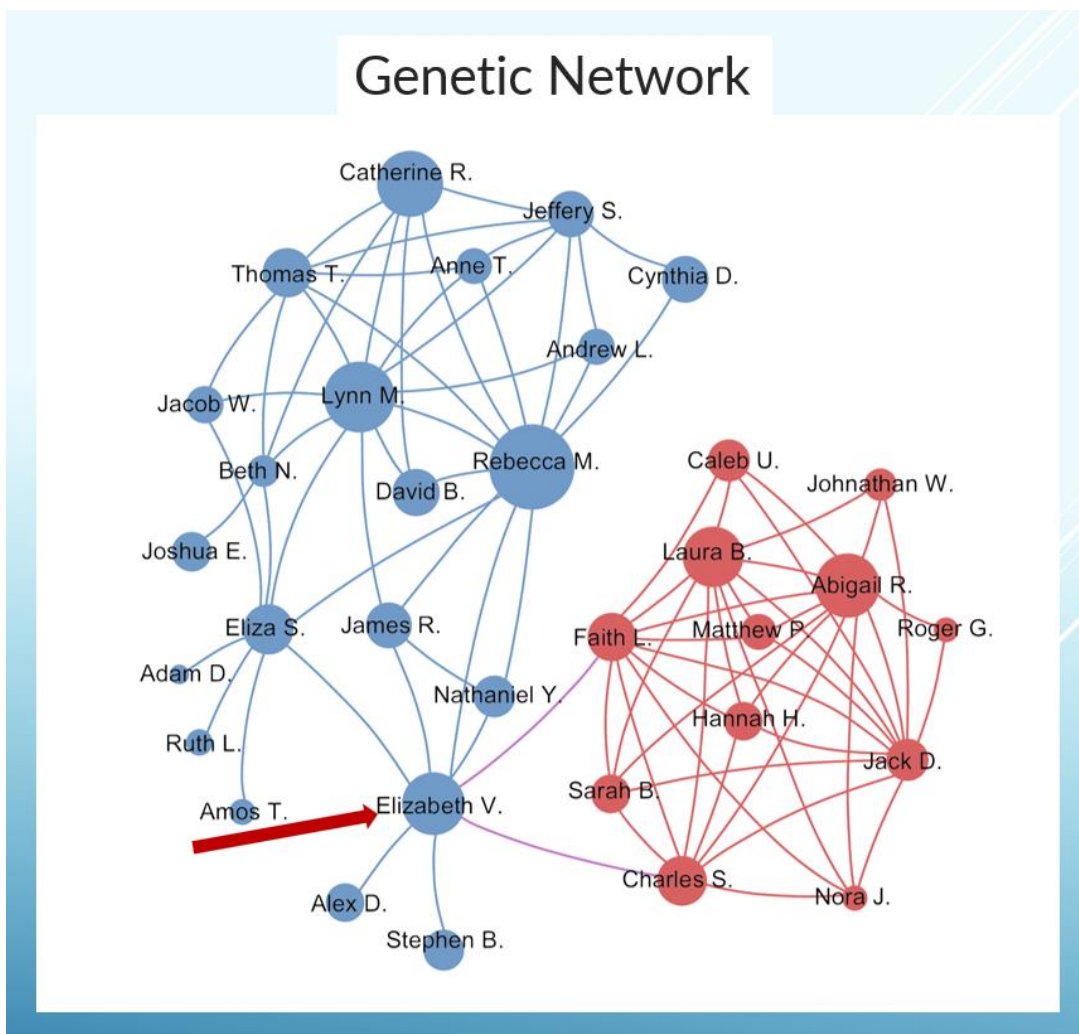 Genetic Network
Catherine R.
Jeffery S.
Thomas T.
Anne T.
Cynthia D.
Andrew L.
Jacob W.
Lynn M.
Beth N.
David B.
Rebecca M.
Joshua E.
Eliza S.
James R.
Adam D.
Nathaniel Y.
Ruth L.
Amos T.
Elizabeth V.
Alex D.
Stephen B.
Caleb U.
Johnathan W.
Laura B.
Abigail R.
Faith L.
Matthew P.
Roger G.
Hannah H.
Jack D.
Sarah B.
Charles S.
Nora J.